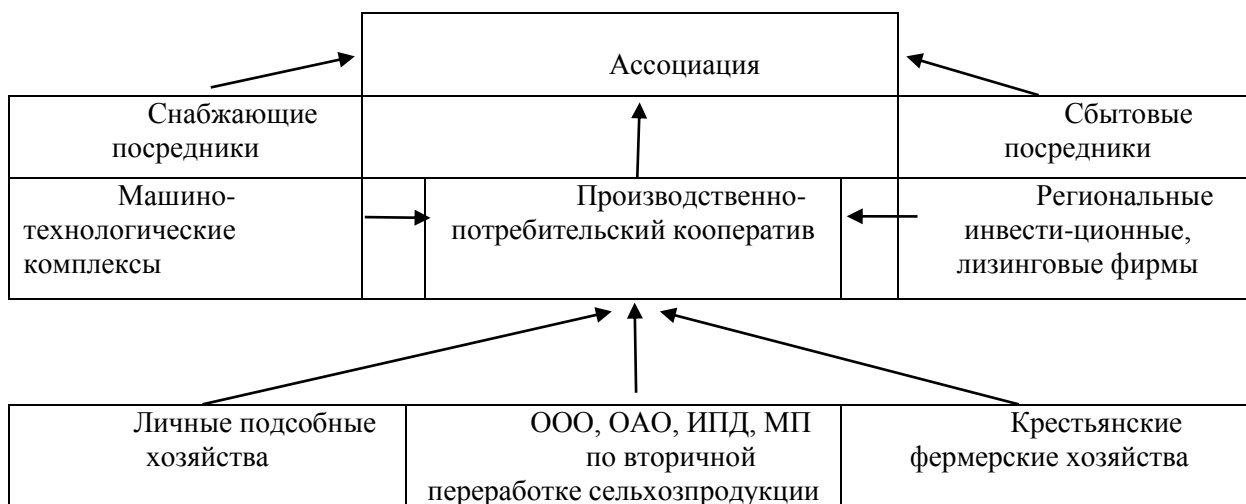 Ассоциация
Снабжающие
посредники
Сбытовые
посредники
Машино-
технологические
комплексы
Производственно-
потребительский кооператив
Региональные
инвести-ционные,
лизинговые фирмы
Личные подсобные
хозяйства
ООО, ОАО, ИПД, МП
по вторичной
переработке сельхозпродукции
Крестьянские
фермерские хозяйства